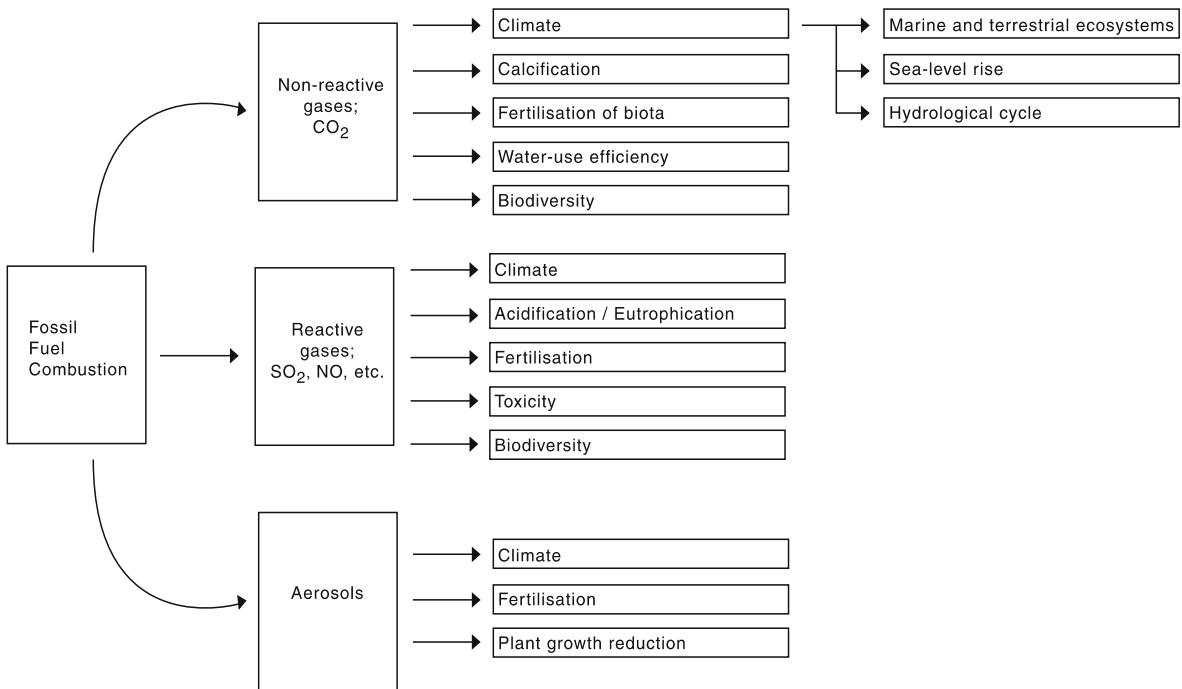 Fossil
Fuel
Combustion
Non-reactive
gases;
CO2
Climate
Calcification
Fertilisation of biota
Water-use efficiency
Biodiversity
Marine and terrestrial ecosystems
Sea-level rise
Hydrological cycle
Reactive
gases;
SO2, NO, etc.
Climate
Acidification / Eutrophication
Fertilisation
Toxicity
Biodiversity
Aerosols
Climate
Fertilisation
Plant growth reduction